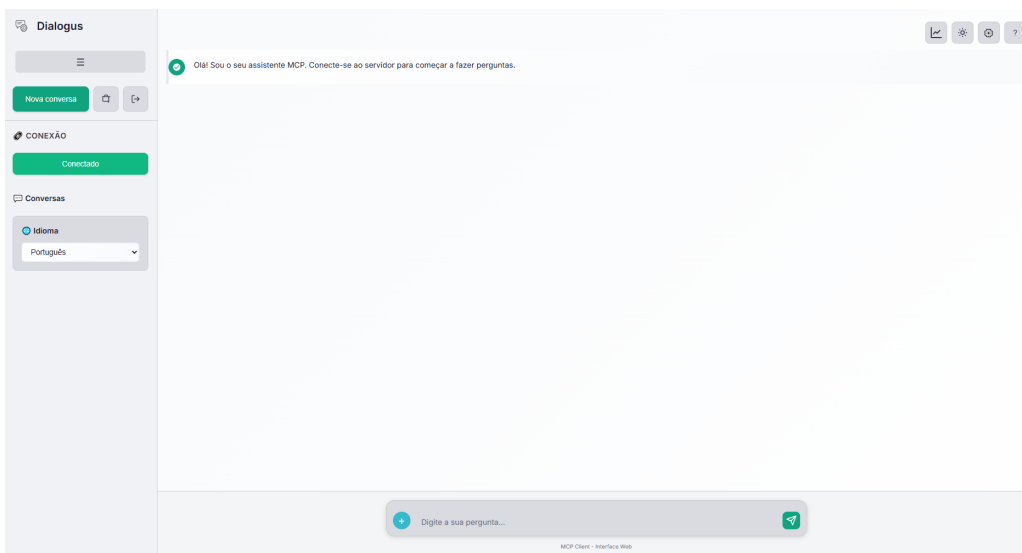 Dialogus
Nova conversa
CONEXÃO
Conectado
Conversas
Idioma
Português
?
Olá! Sou o seu assistente MCP. Conecte-se ao servidor para começar a fazer perguntas.
+
Digite a sua pergunta...
MCP Client - Interface Web